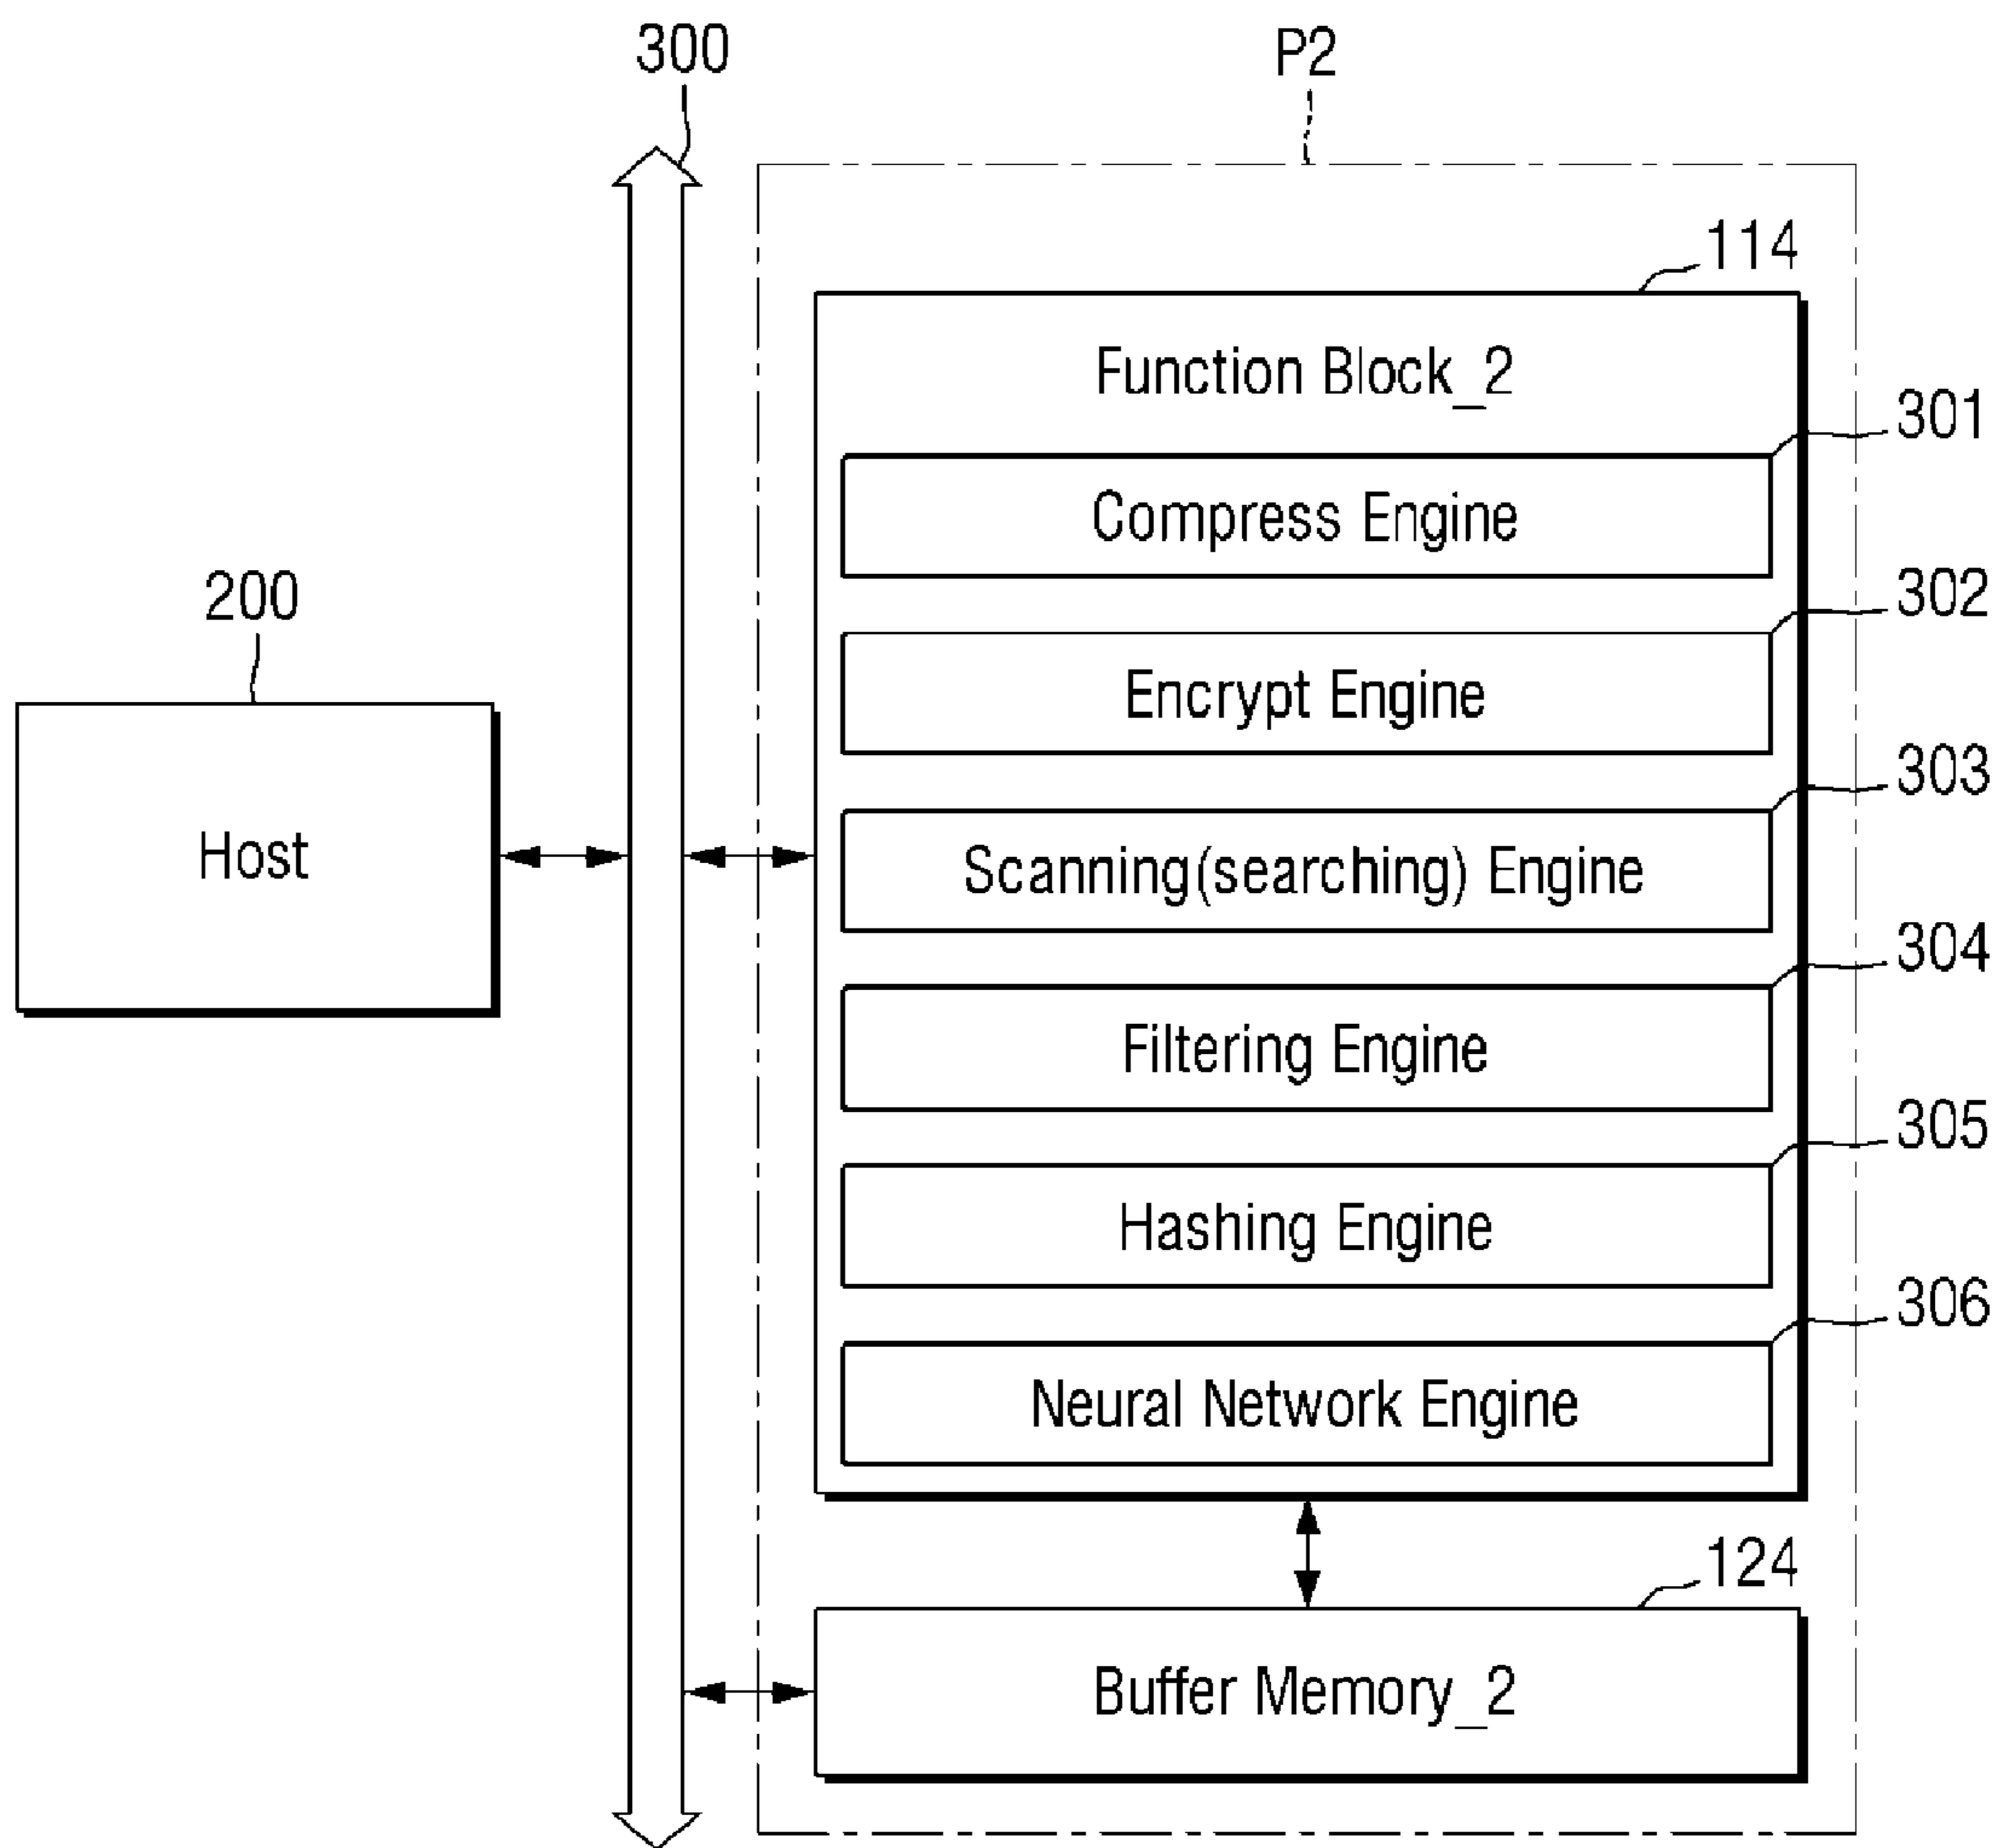 300
P2
114
Function Block_2
301
Compress Engine
302
200
Encrypt Engine
303
Host
Scanning(searching) Engine
304
Filtering Engine
305
Hashing Engine
306
Neural Network Engine
124
Buffer Memory_2